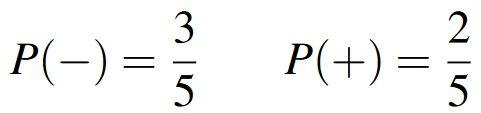 P(−) = 3/5    P(+) = 2/5